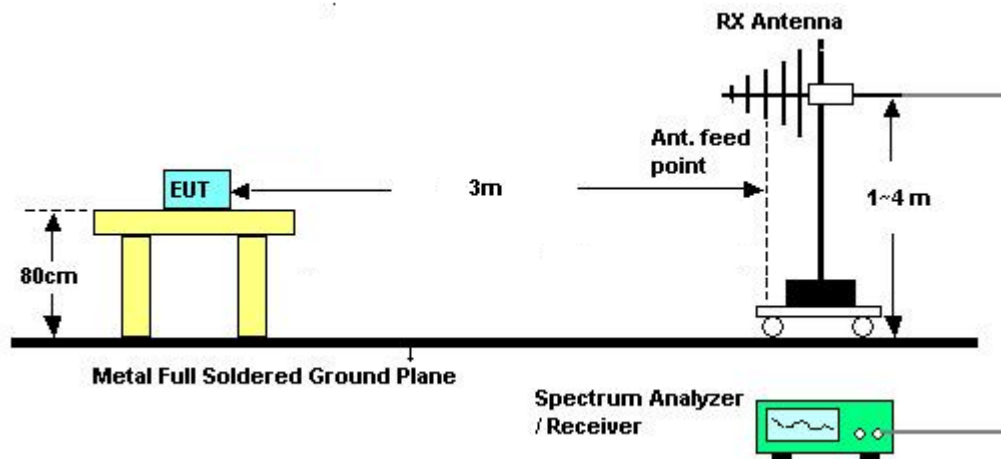 RX Antenna
Ant. feed
point
EUT
3m
1~4 m
80cm
Metal Full Soldered Ground Plane
Spectrum Analyzer
/ Receiver